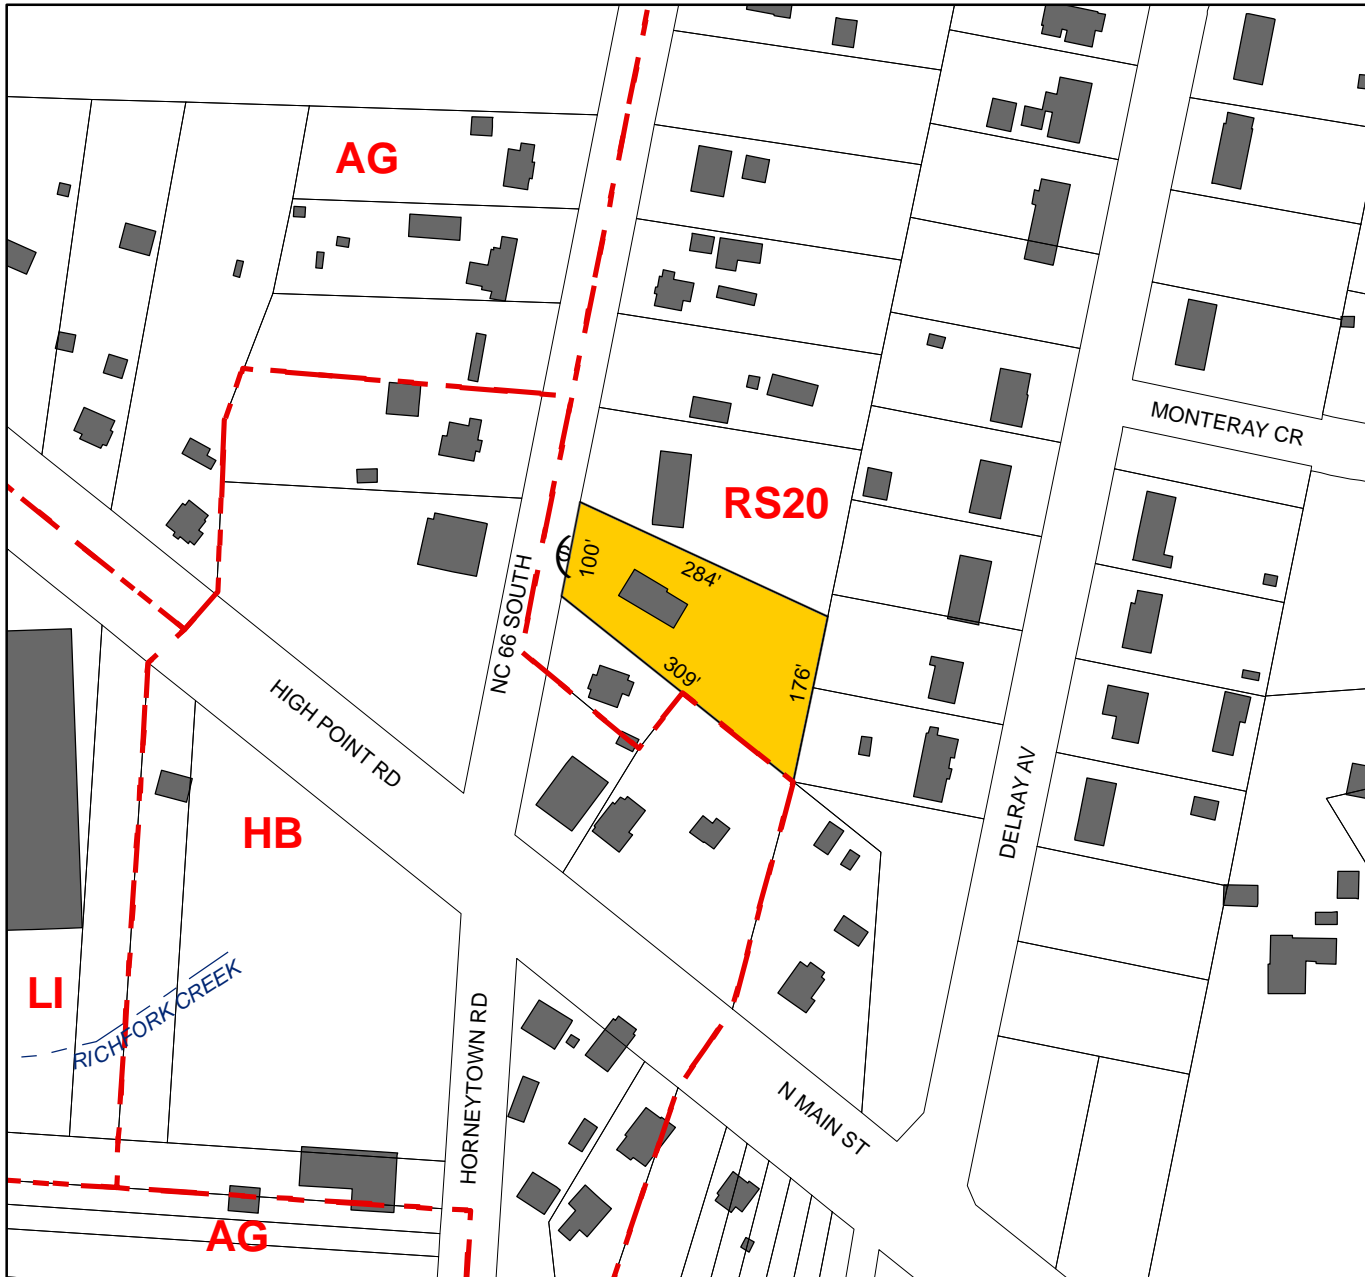 AG
MONTERAY CR
RS20
S
100'
284'
NC 66 SOUTH
309'
176'
HIGH POINT RD
DELRAY AV
HB
LI
RICHFORK CREEK
HORNEYTOWN RD
N MAIN ST
AG